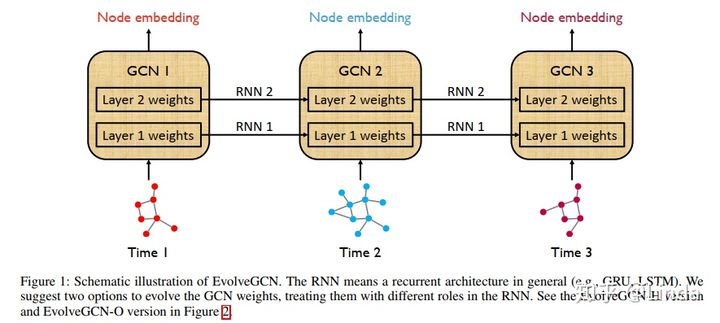 Node embedding Node embedding Node embedding
GCN 1 GCN 2 GCN 3
RNN 2 RNN 2
Layer 2 weights Layer 2 weights Layer 2 weights
RNN 1 RNN 1
Layer 1 weights Layer 1 weights Layer 1 weights
Time 1 Time 2 Time 3
Figure 1: Schematic illustration of EvolveGCN. The RNN means a recurrent architecture in general (e.g., GRU, LSTM). We
suggest two options to evolve the GCN weights, treating them with different roles in the RNN. See the EvolveGCN-H version
and EvolveGCN-O version in Figure 2.
知乎